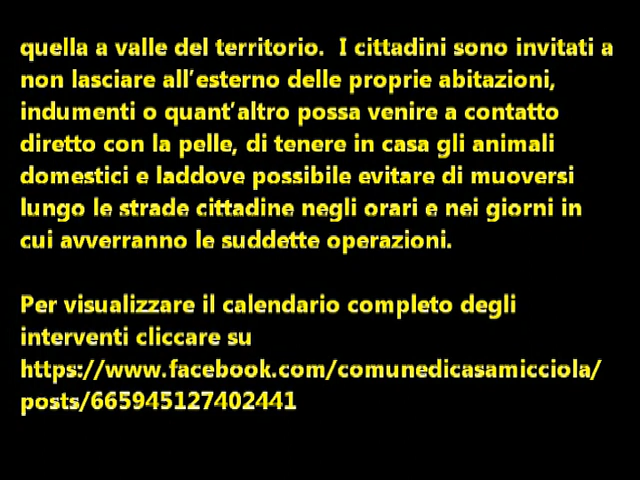 quella a valle del territorio.  I cittadini sono invitati a
non lasciare all’esterno delle proprie abitazioni,
indumenti o quant’altro possa venire a contatto
diretto con la pelle, di tenere in casa gli animali
domestici e laddove possibile evitare di muoversi
lungo le strade cittadine negli orari e nei giorni in
cui avverranno le suddette operazioni.
Per visualizzare il calendario completo degli
interventi cliccare su
https://www.facebook.com/comunedicasamicciola/
posts/665945127402441